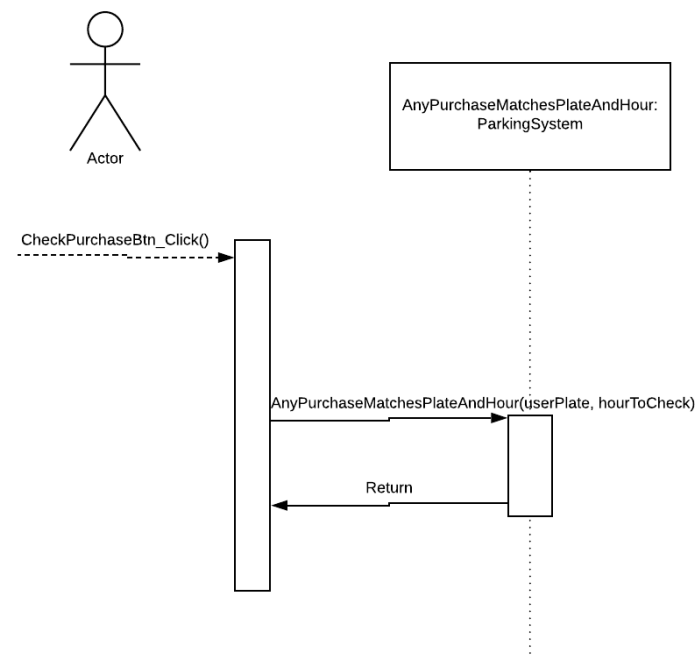 Actor
AnyPurchaseMatchesPlateAndHour:
ParkingSystem
CheckPurchaseBtn_Click()
AnyPurchaseMatchesPlateAndHour(userPlate, hourToCheck)
Return